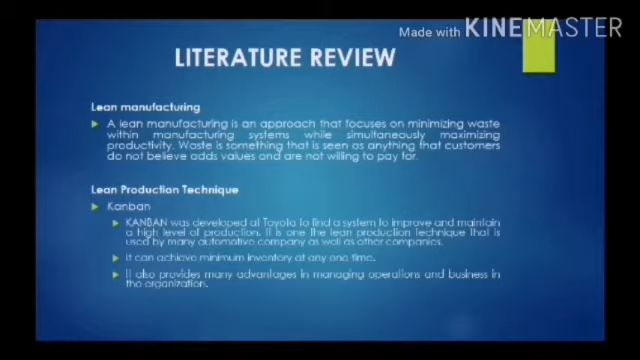 Made with KINEMASTER
LITERATURE REVIEW
Lean manufacturing
A lean manufacturing is an approach that focuses on minimizing waste
within manufacturing systems while simultaneously maximizing
productivity. Waste is something that is seen as anything that customers
do not believe adds values and are not willing to pay for.
Lean Production Technique
Kanban
KANBAN was developed at Toyota to find a system to improve and maintain
a high level of production. It is one the lean production technique that is
used by many automotive company as well as other companies.
It can achieve minimum inventory at any one time.
It also provides many advantages in managing operations and business in
the organization.